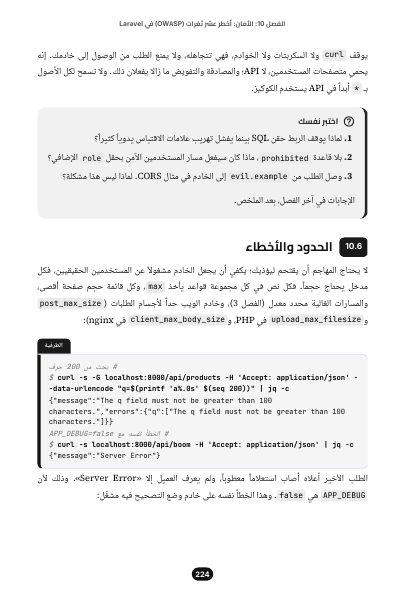 الفصل 10: الأمان: أخطر عشر ثغرات (OWASP) في Laravel
يوقف curl ولا السكربتات ولا الخوادم، فهي تتجاهله، ولا يمنع الطلب من الوصول إلى خادمك. إنه
يحمي متصفحات المستخدمين، لا API؛ والمصادقة والتفويض ما زالا يفعلان ذلك. ولا تسمح لكل الأصول
بـ * أبداً في API يستخدم الكوكيز.
اختبر نفسك
1. لماذا يوقف الربط حقن SQL بينما يفشل تهريب علامات الاقتباس يدوياً كثيراً؟
2. بلا قاعدة prohibited، ماذا كان سيفعل مسار المستخدمين الآمن بحقل role الإضافي؟
3. وصل الطلب من evil.example إلى الخادم في مثال CORS. لماذا ليس هذا مشكلة؟
الإجابات في آخر الفصل، بعد الملخص.
10.6 الحدود والأخطاء
لا يحتاج المهاجم أن يقتحم ليؤذيك؛ يكفي أن يجعل الخادم مشغولاً عن المستخدمين الحقيقيين، فكل
مدخل يحتاج حجماً. فكل نص في كل مجموعة قواعد يأخذ max، وكل قائمة حجم صفحة أقصى،
والمسارات الغالية محدد معدل (الفصل 3)، وخادم الويب حداً لأجسام الطلبات (post_max_size
و upload_max_filesize في PHP، و client_max_body_size في nginx):
الطرفية
# بحث من 200 حرف
$ curl -s -G localhost:8000/api/products -H 'Accept: application/json' -
-data-urlencode "q=$(printf 'a%.0s' $(seq 200))" | jq -c
{"message":"The q field must not be greater than 100
characters.","errors":{"q":["The q field must not be greater than 100
characters."]}}
# الخطأ نفسه مع APP_DEBUG=false
$ curl -s localhost:8000/api/boom -H 'Accept: application/json' | jq -c
{"message":"Server Error"}
الطلب الأخير أعلاه أصاب استعلاماً معطوباً، ولم يعرف العميل إلا «Server Error». وذلك لأن
APP_DEBUG هي false. وهذا الخطأ نفسه على خادم وضع التصحيح فيه مشغّل:
224